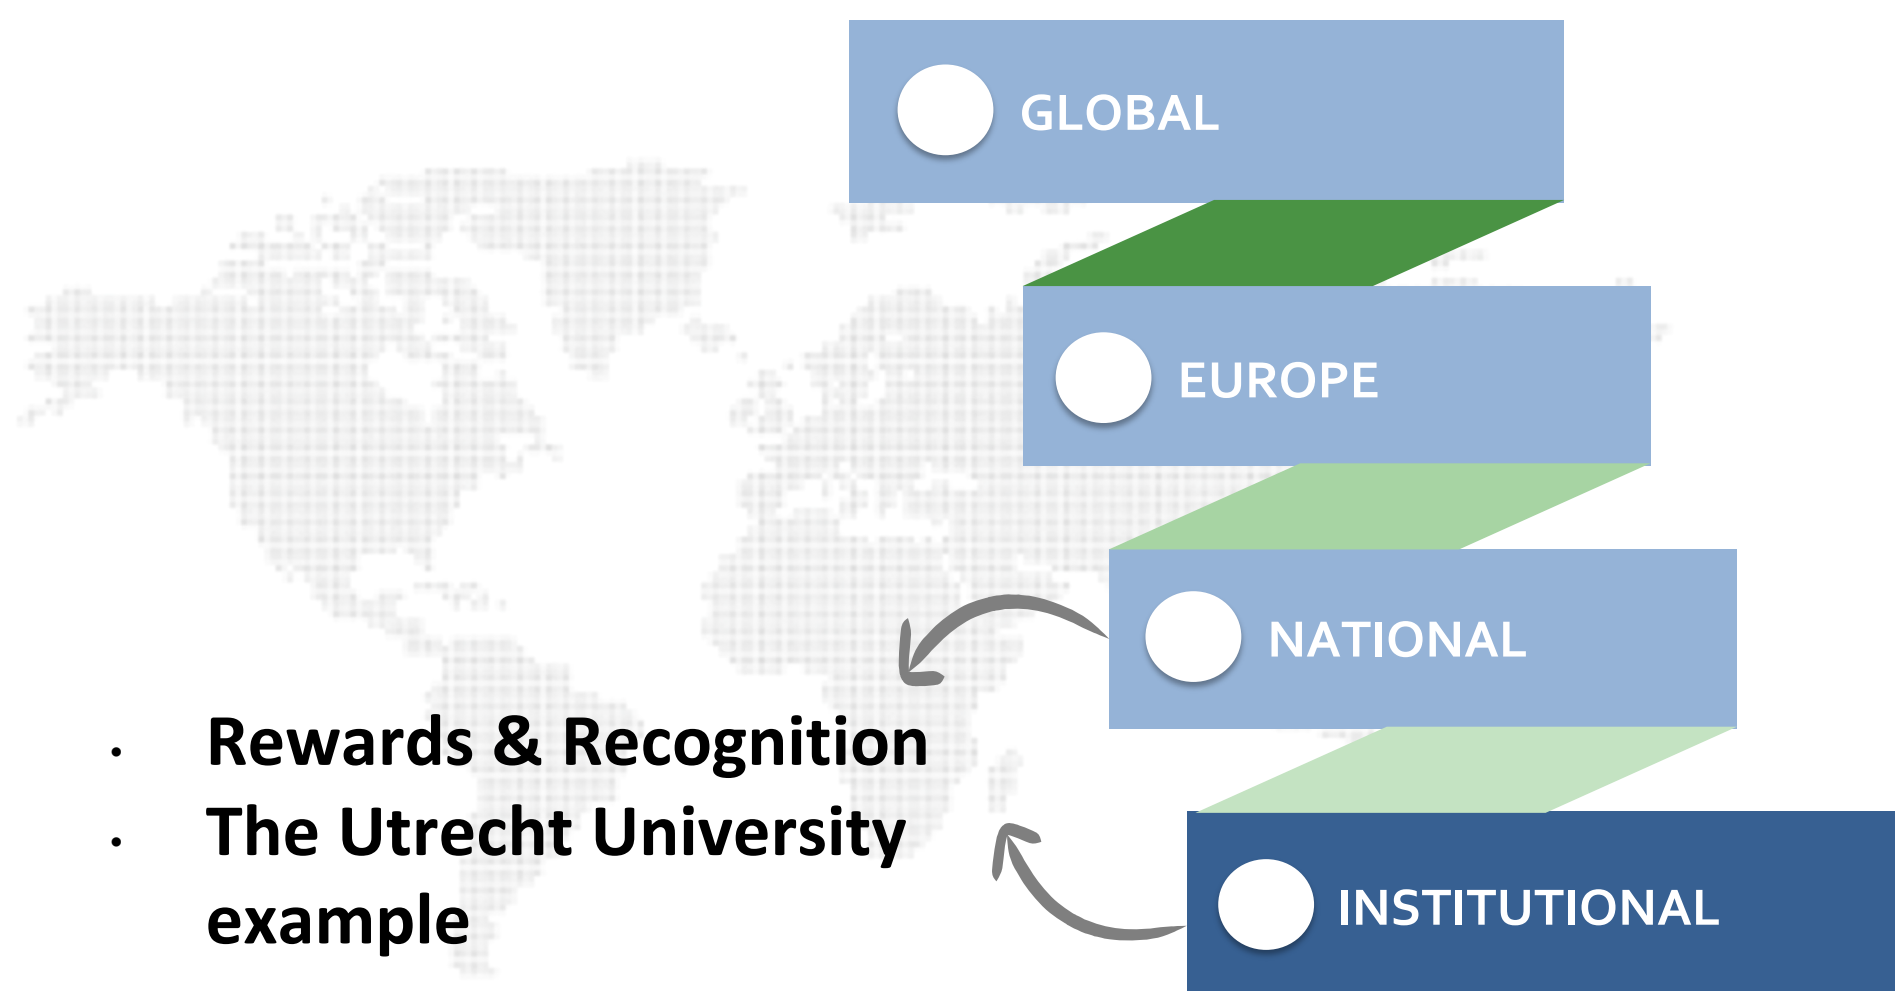 GLOBAL
EUROPE
NATIONAL
• Rewards & Recognition
• The Utrecht University
example
INSTITUTIONAL